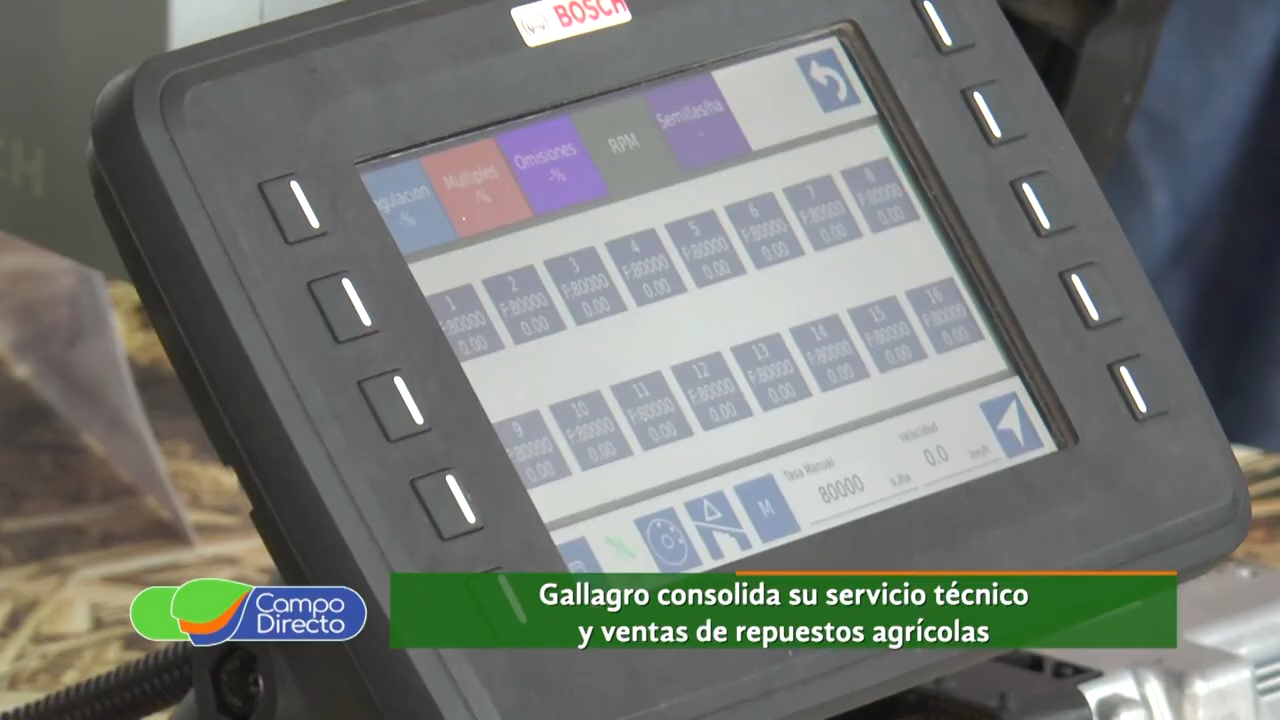 BOSCH
gulacion
-%
Multiples
-%
Omisiones
-%
RPM
Semillas/ha
-
1
F:80000
0.00
2
F:80000
0.00
3
F:80000
0.00
4
F:80000
0.00
5
F:80000
0.00
6
F:80000
0.00
7
F:80000
0.00
8
F:80000
0.00
9
F:80000
0.00
10
F:80000
0.00
11
F:80000
0.00
12
F:80000
0.00
13
F:80000
0.00
14
F:80000
0.00
15
F:80000
0.00
16
F:80000
0.00
M
Tasa Manual
80000
s./ha
Velocidad
0.0
km/h
Campo
Directo
Gallagro consolida su servicio técnico
y ventas de repuestos agrícolas